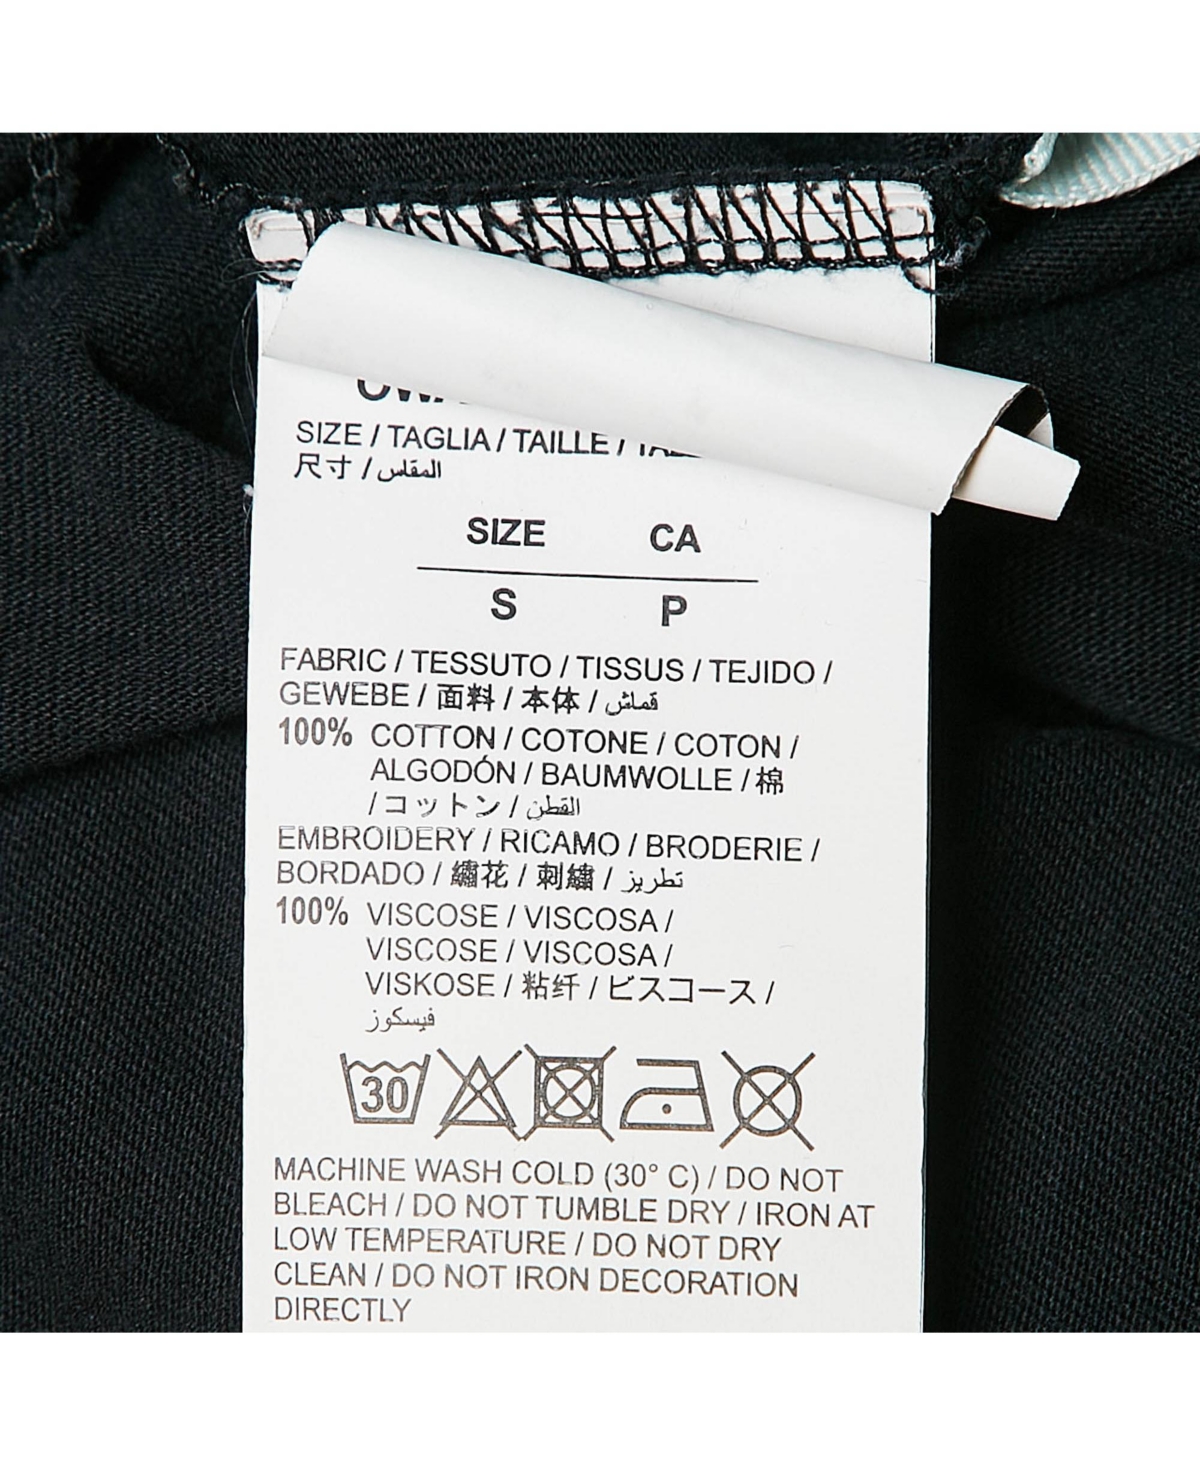 SIZE / TAGLIA / TAILLE /
尺寸 / المقاس
SIZE CA
S P
FABRIC / TESSUTO / TISSUS / TEJIDO /
GEWEBE / 面料 / 本体 / قماش
100% COTTON / COTONE / COTON /
ALGODÓN / BAUMWOLLE / 棉
/ コットン / القطن
EMBROIDERY / RICAMO / BRODERIE /
BORDADO / 繡花 / 刺繍 / تطريز
100% VISCOSE / VISCOSA /
VISCOSE / VISCOSA /
VISKOSE / 粘纤 / ビスコース /
فيسكوز
30
MACHINE WASH COLD (30° C) / DO NOT
BLEACH / DO NOT TUMBLE DRY / IRON AT
LOW TEMPERATURE / DO NOT DRY
CLEAN / DO NOT IRON DECORATION
DIRECTLY